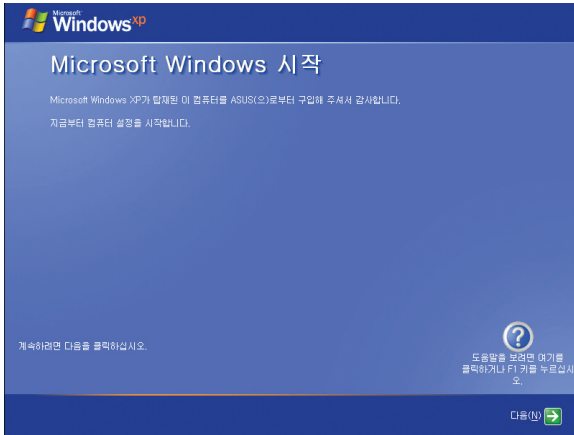 Microsoft
Windows xp
Microsoft Windows 시작
Microsoft Windows XP가 탑재된 이 컴퓨터를 ASUS(으)로부터 구입해 주셔서 감사합니다.
지금부터 컴퓨터 설정을 시작합니다.
계속하려면 다음을 클릭하십시오.
도움말을 보려면 여기를
클릭하거나 F1 키를 누르십시
오.
다음(N)